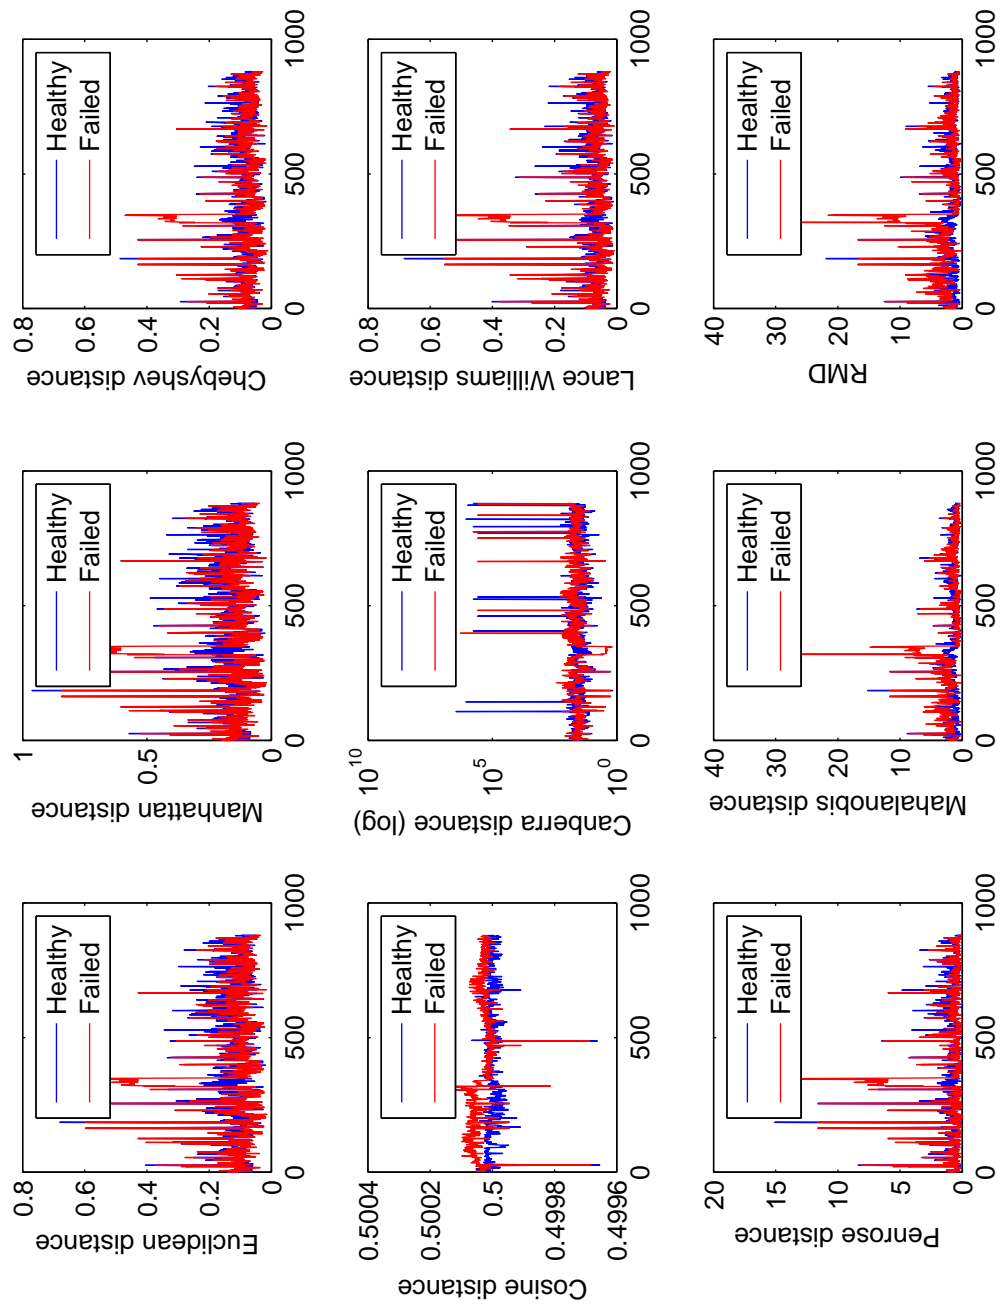 Euclidean distance
0.8
0.6
0.4
0.2
0
0
500
1000
Healthy
Failed
Manhattan distance
1
0.5
0
0
500
1000
Healthy
Failed
Chebyshev distance
0.8
0.6
0.4
0.2
0
0
500
1000
Healthy
Failed
Cosine distance
0.5004
0.5002
0.5
0.4998
0.4996
0
500
1000
Healthy
Failed
Canberra distance (log)
10^10
10^5
10^0
0
500
1000
Healthy
Failed
Lance Williams distance
0.8
0.6
0.4
0.2
0
0
500
1000
Healthy
Failed
Penrose distance
20
15
10
5
0
0
500
1000
Healthy
Failed
Mahalanobis distance
40
30
20
10
0
0
500
1000
Healthy
Failed
RMD
40
30
20
10
0
0
500
1000
Healthy
Failed